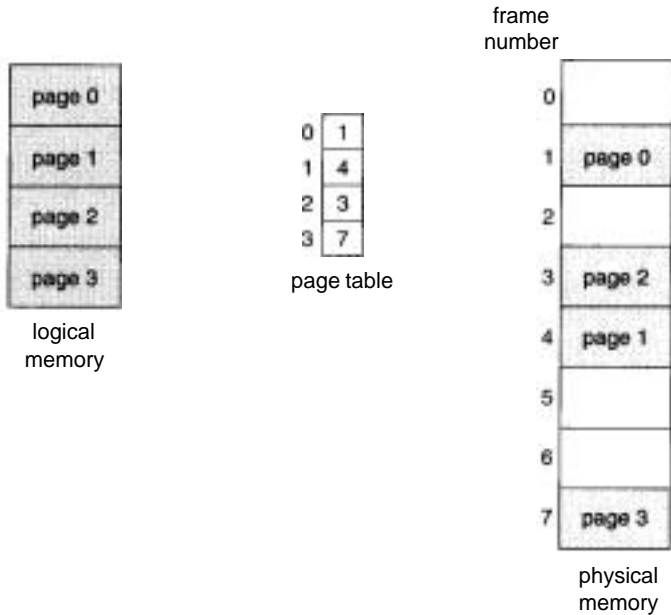 page 0
page 1
page 2
page 3
logical
memory
0 1
1 4
2 3
3 7
page table
frame
number
0
1 page 0
2
3 page 2
4 page 1
5
6
7 page 3
physical
memory